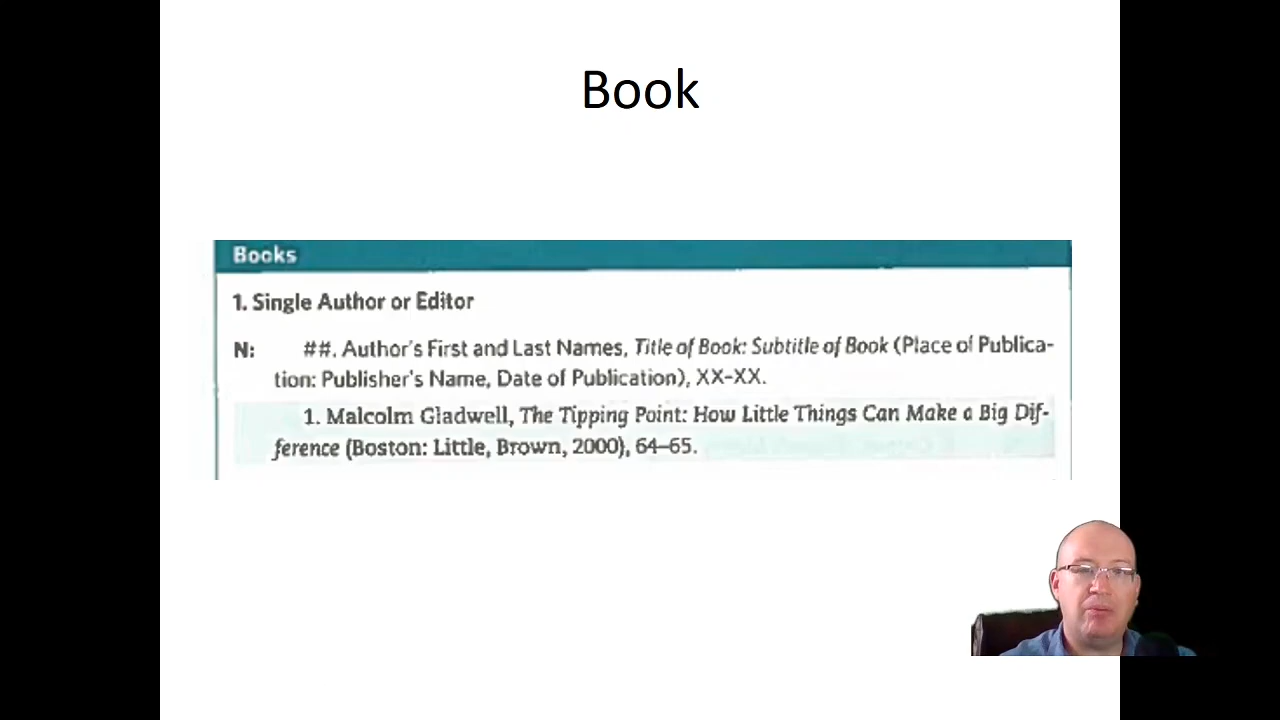 Book
Books
1. Single Author or Editor
N: ##. Author's First and Last Names, Title of Book: Subtitle of Book (Place of Publica-
tion: Publisher's Name, Date of Publication), XX-XX.
1. Malcolm Gladwell, The Tipping Point: How Little Things Can Make a Big Dif-
ference (Boston: Little, Brown, 2000), 64–65.